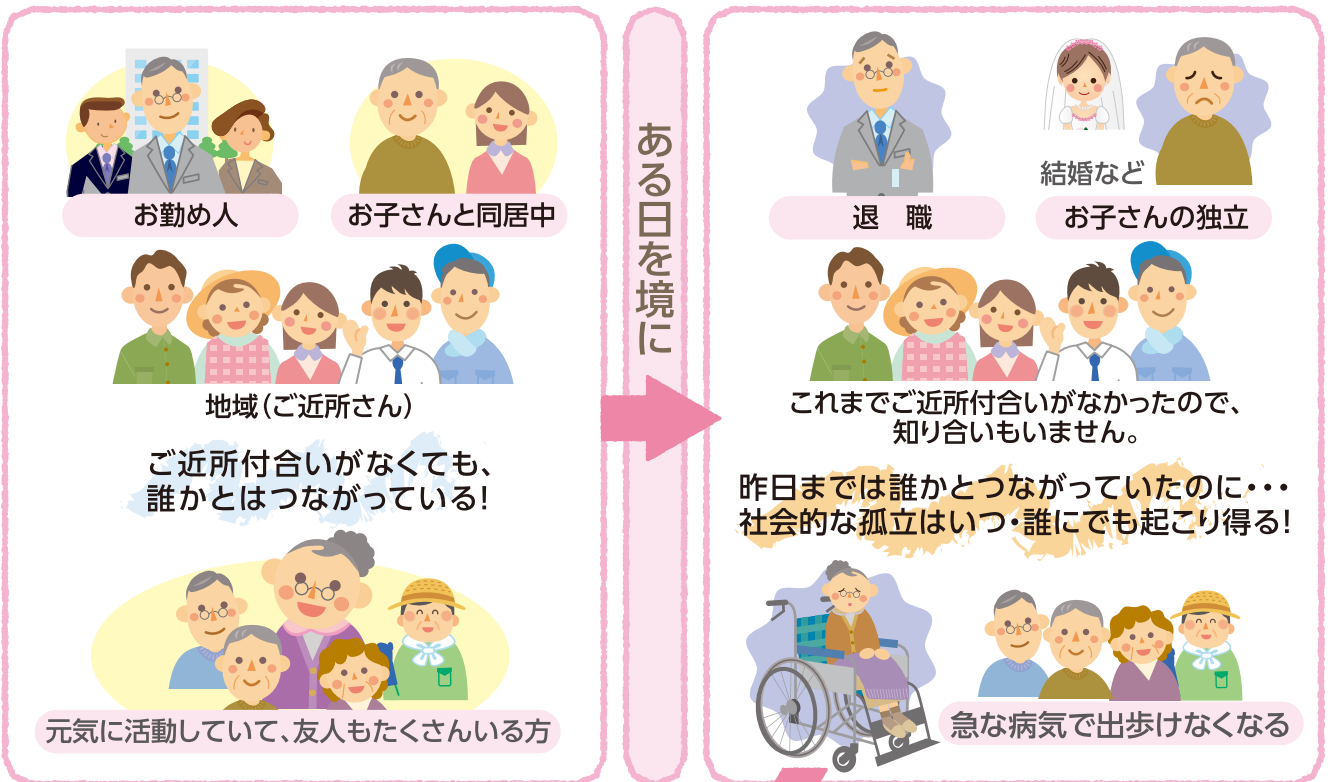 お勤め人
お子さんと同居中
地域(ご近所さん)
ご近所付合いがなくても、
誰かとはつながっている!
元気に活動していて、友人もたくさんいる方
ある日を境に
結婚など
退 職
お子さんの独立
これまでご近所付合いがなかったので、
知り合いもいません。
昨日までは誰かとつながっていたのに・・・
社会的な孤立はいつ・誰にでも起こり得る!
急な病気で出歩けなくなる